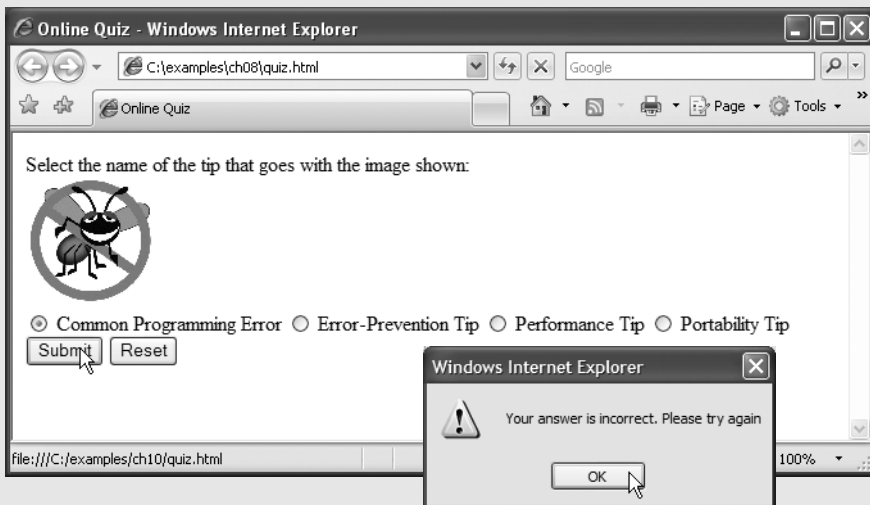 Online Quiz - Windows Internet Explorer
C:\examples\ch08\quiz.html
Google
Online Quiz
Page
Tools
»
Select the name of the tip that goes with the image shown:
Common Programming Error Error-Prevention Tip Performance Tip Portability Tip
Submit Reset
Windows Internet Explorer
Your answer is incorrect. Please try again
OK
file:///C:/examples/ch10/quiz.html
100%